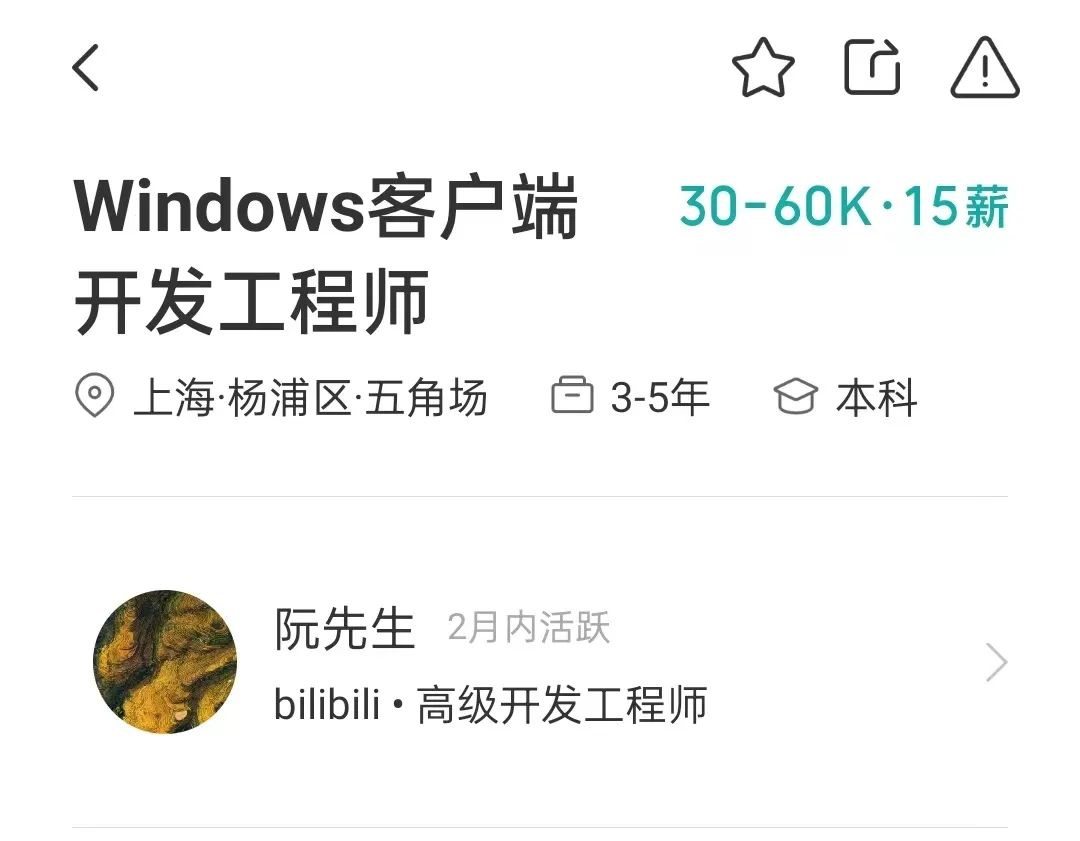 Windows客户端
开发工程师
30-60K·15薪
上海·杨浦区·五角场 3-5年 本科
阮先生 2月内活跃
bilibili • 高级开发工程师